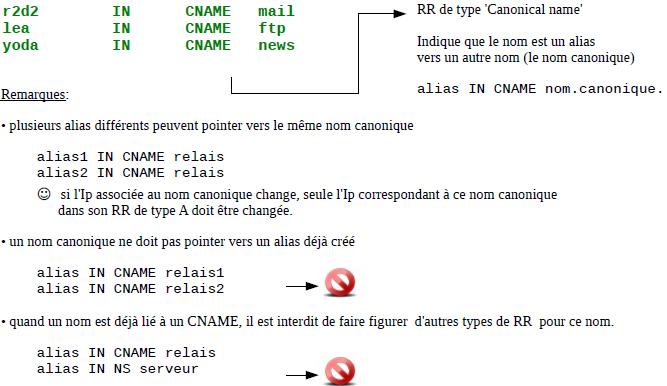 r2d2 IN CNAME mail
lea IN CNAME ftp
yoda IN CNAME news
RR de type 'Canonical name'
Indique que le nom est un alias
vers un autre nom (le nom canonique)
alias IN CNAME nom.canonique.
Remarques:
• plusieurs alias différents peuvent pointer vers le même nom canonique
alias1 IN CNAME relais
alias2 IN CNAME relais
☺ si l'Ip associée au nom canonique change, seule l'Ip correspondant à ce nom canonique
dans son RR de type A doit être changée.
• un nom canonique ne doit pas pointer vers un alias déjà créé
alias IN CNAME relais1
alias IN CNAME relais2
• quand un nom est déjà lié à un CNAME, il est interdit de faire figurer d'autres types de RR pour ce nom.
alias IN CNAME relais
alias IN NS serveur